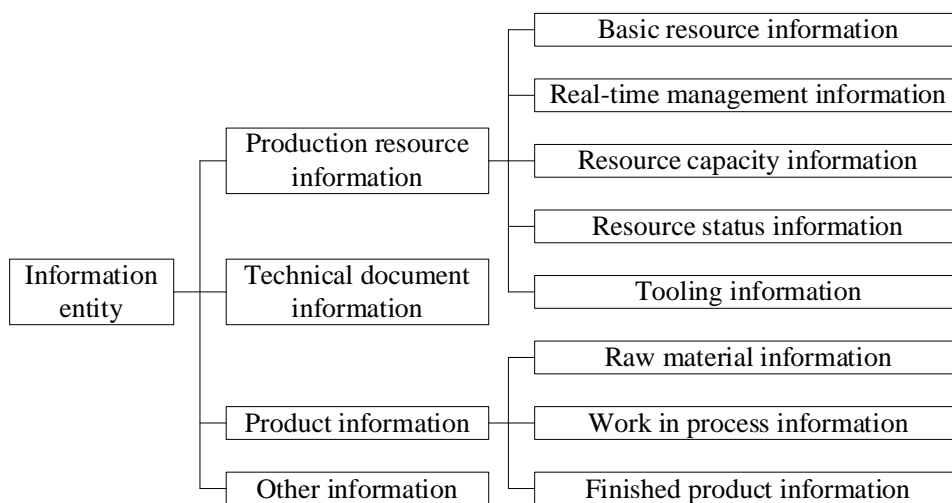 Information
entity
Production resource
information
Technical document
information
Product information
Other information
Basic resource information
Real-time management information
Resource capacity information
Resource status information
Tooling information
Raw material information
Work in process information
Finished product information